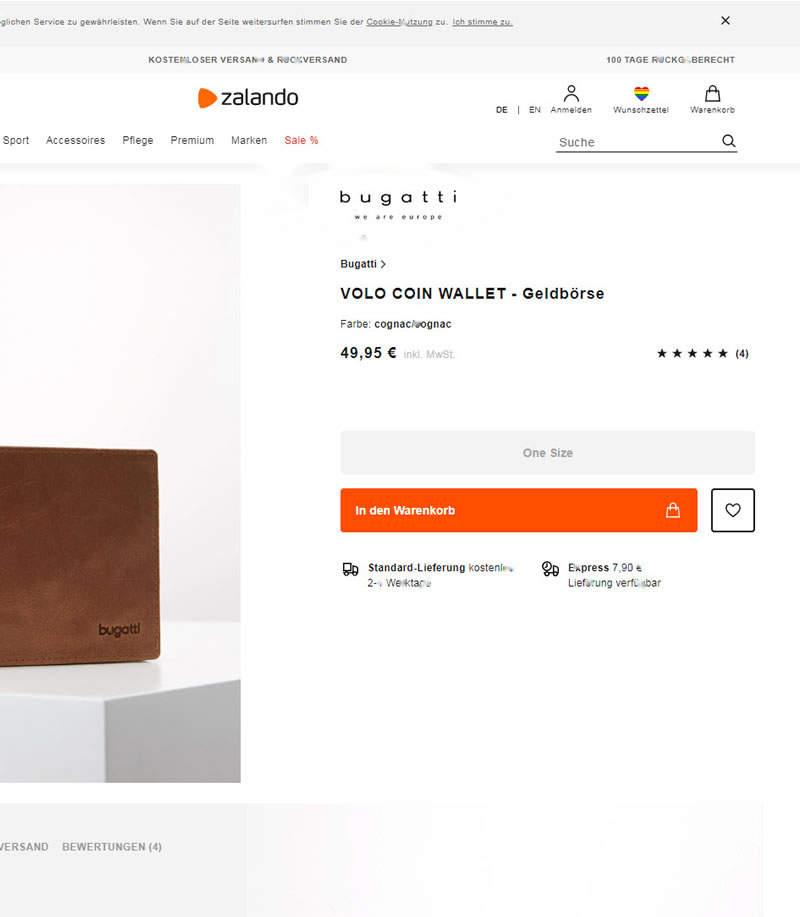 glichen Service zu gewährleisten. Wenn Sie auf der Seite weitersurfen stimmen Sie der Cookie-Nutzung zu. Ich stimme zu.
KOSTENLOSER VERSAND & RÜCKVERSAND
100 TAGE
zalando
DE | EN Anmelden Wunschzettel Warenkorb
Sport Accessoires Pflege Premium Marken Sale %
Suche
bugatti
we are europe
Bugatti >
VOLO COIN WALLET - Geldbörse
Farbe: cognac/cognac
49,95 € inkl. MwSt.
★ ★ ★ ★ ★ (4)
One Size
In den Warenkorb
Standard-Lieferung kostenlos
Werktage
Express 7,90 €
Lieferung verfügbar
bugatti
VERSAND BEWERTUNGEN (4)